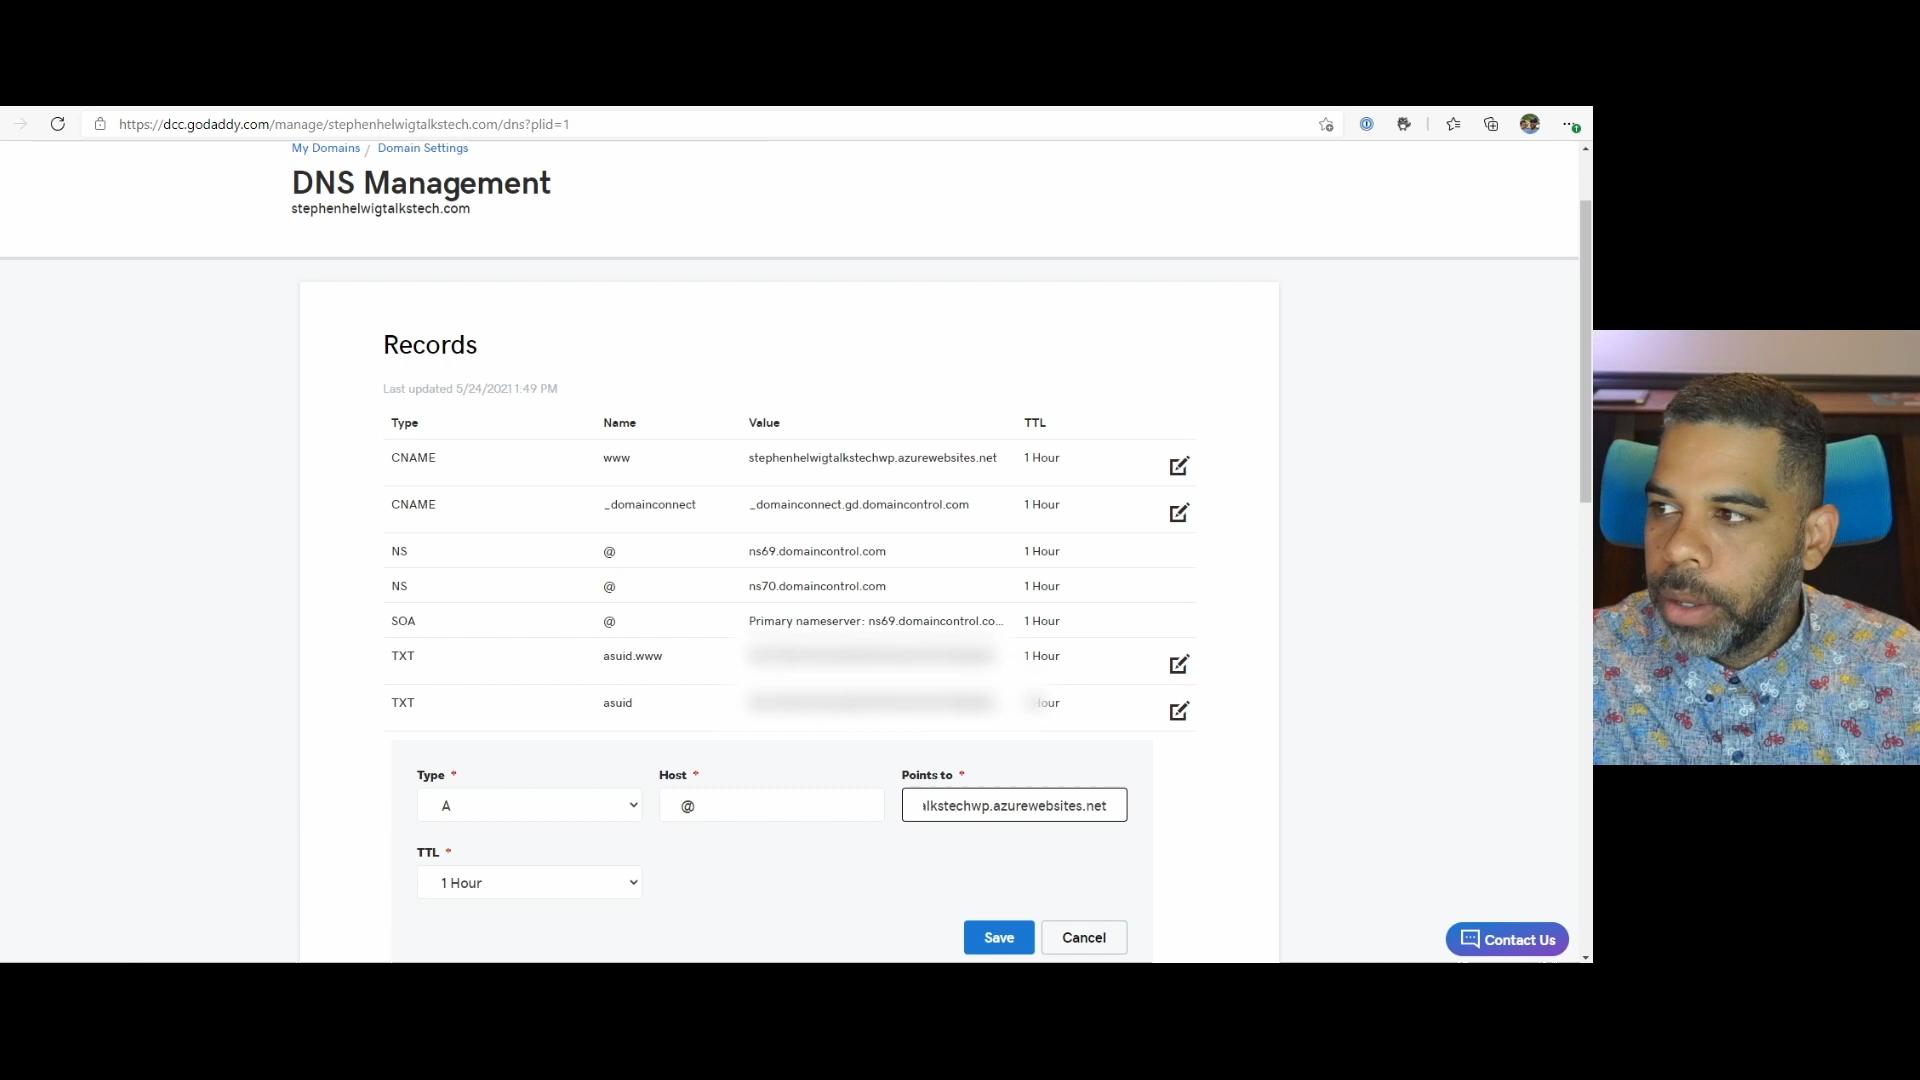 https://dcc.godaddy.com/manage/stephenhelwigtalkstech.com/dns?plid=1
My Domains / Domain Settings
DNS Management
stephenhelwigtalkstech.com
Records
Last updated 5/24/2021 1:49 PM
Type Name Value TTL
CNAME www stephenhelwigtalkstechwp.azurewebsites.net 1 Hour
CNAME _domainconnect _domainconnect.gd.domaincontrol.com 1 Hour
NS @ ns69.domaincontrol.com 1 Hour
NS @ ns70.domaincontrol.com 1 Hour
SOA @ Primary nameserver: ns69.domaincontrol.co... 1 Hour
TXT asuid.www 1 Hour
TXT asuid Hour
Type * Host * Points to *
A @ alkstechwp.azurewebsites.net
TTL *
1 Hour
Save Cancel
Contact Us